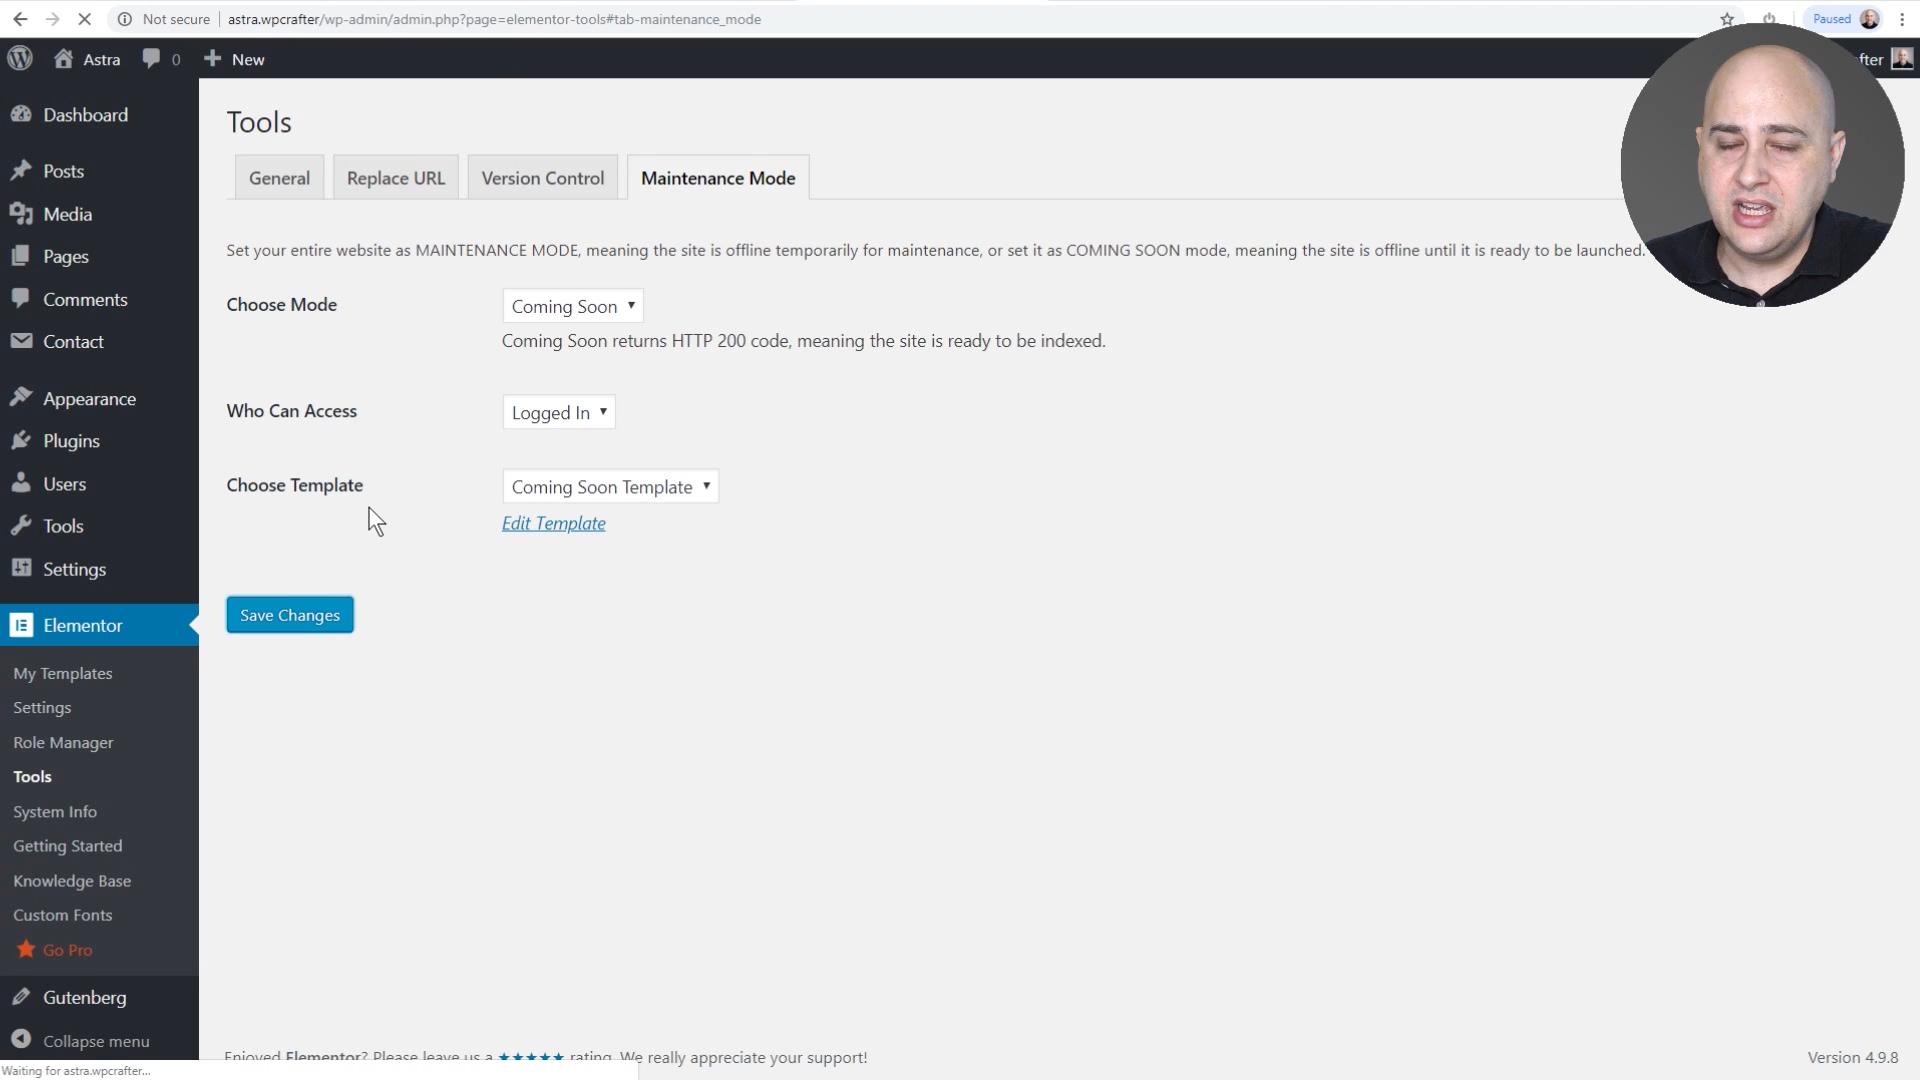 Not secure astra.wpcrafter/wp-admin/admin.php?page=elementor-tools#tab-maintenance_mode Paused
Astra 0 New fter
Dashboard
Posts
Media
Pages
Comments
Contact
Appearance
Plugins
Users
Tools
Settings
Elementor
My Templates
Settings
Role Manager
Tools
System Info
Getting Started
Knowledge Base
Custom Fonts
Go Pro
Gutenberg
Collapse menu
Tools
General Replace URL Version Control Maintenance Mode
Set your entire website as MAINTENANCE MODE, meaning the site is offline temporarily for maintenance, or set it as COMING SOON mode, meaning the site is offline until it is ready to be launched.
Choose Mode Coming Soon
Coming Soon returns HTTP 200 code, meaning the site is ready to be indexed.
Who Can Access Logged In
Choose Template Coming Soon Template
Edit Template
Save Changes
Enjoyed Elementor? Please leave us a ★★★★★ rating. We really appreciate your support! Version 4.9.8
Waiting for astra.wpcrafter...